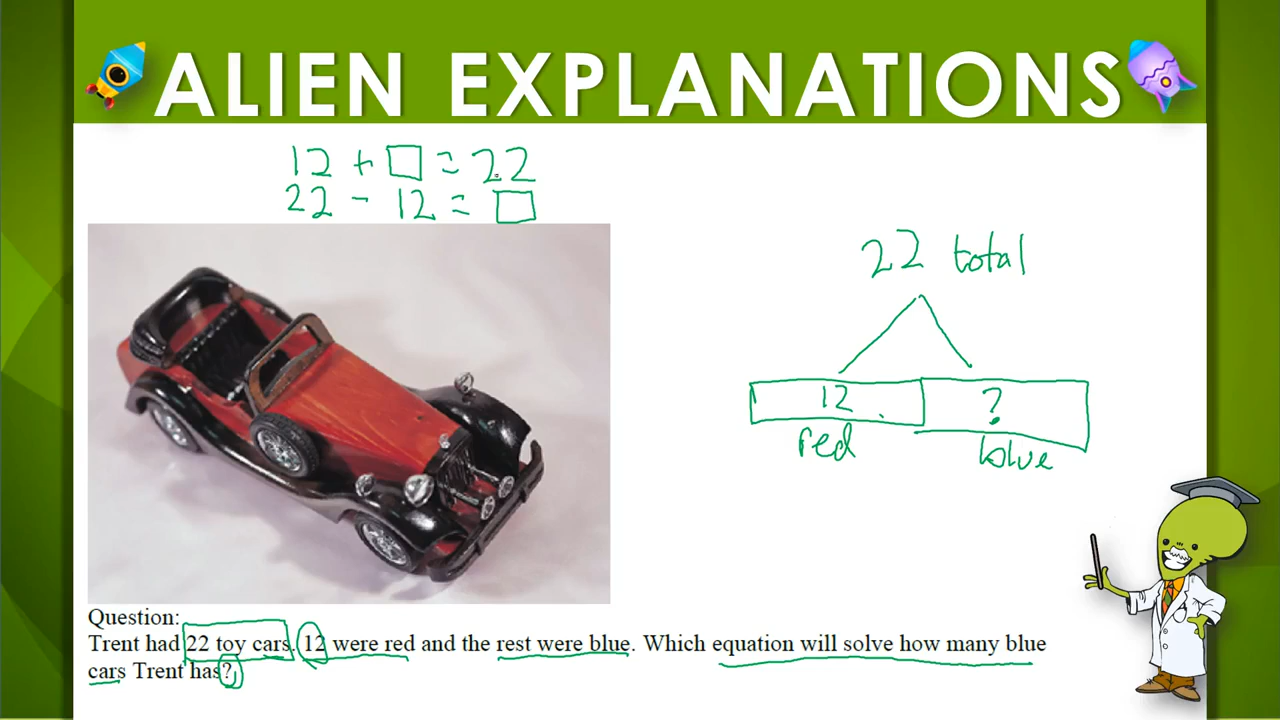 ALIEN EXPLANATIONS
12 + □ = 22
22 - 12 = □
22 total
12 ?
red blue
Question:
Trent had 22 toy cars. 12 were red and the rest were blue. Which equation will solve how many blue
cars Trent has?